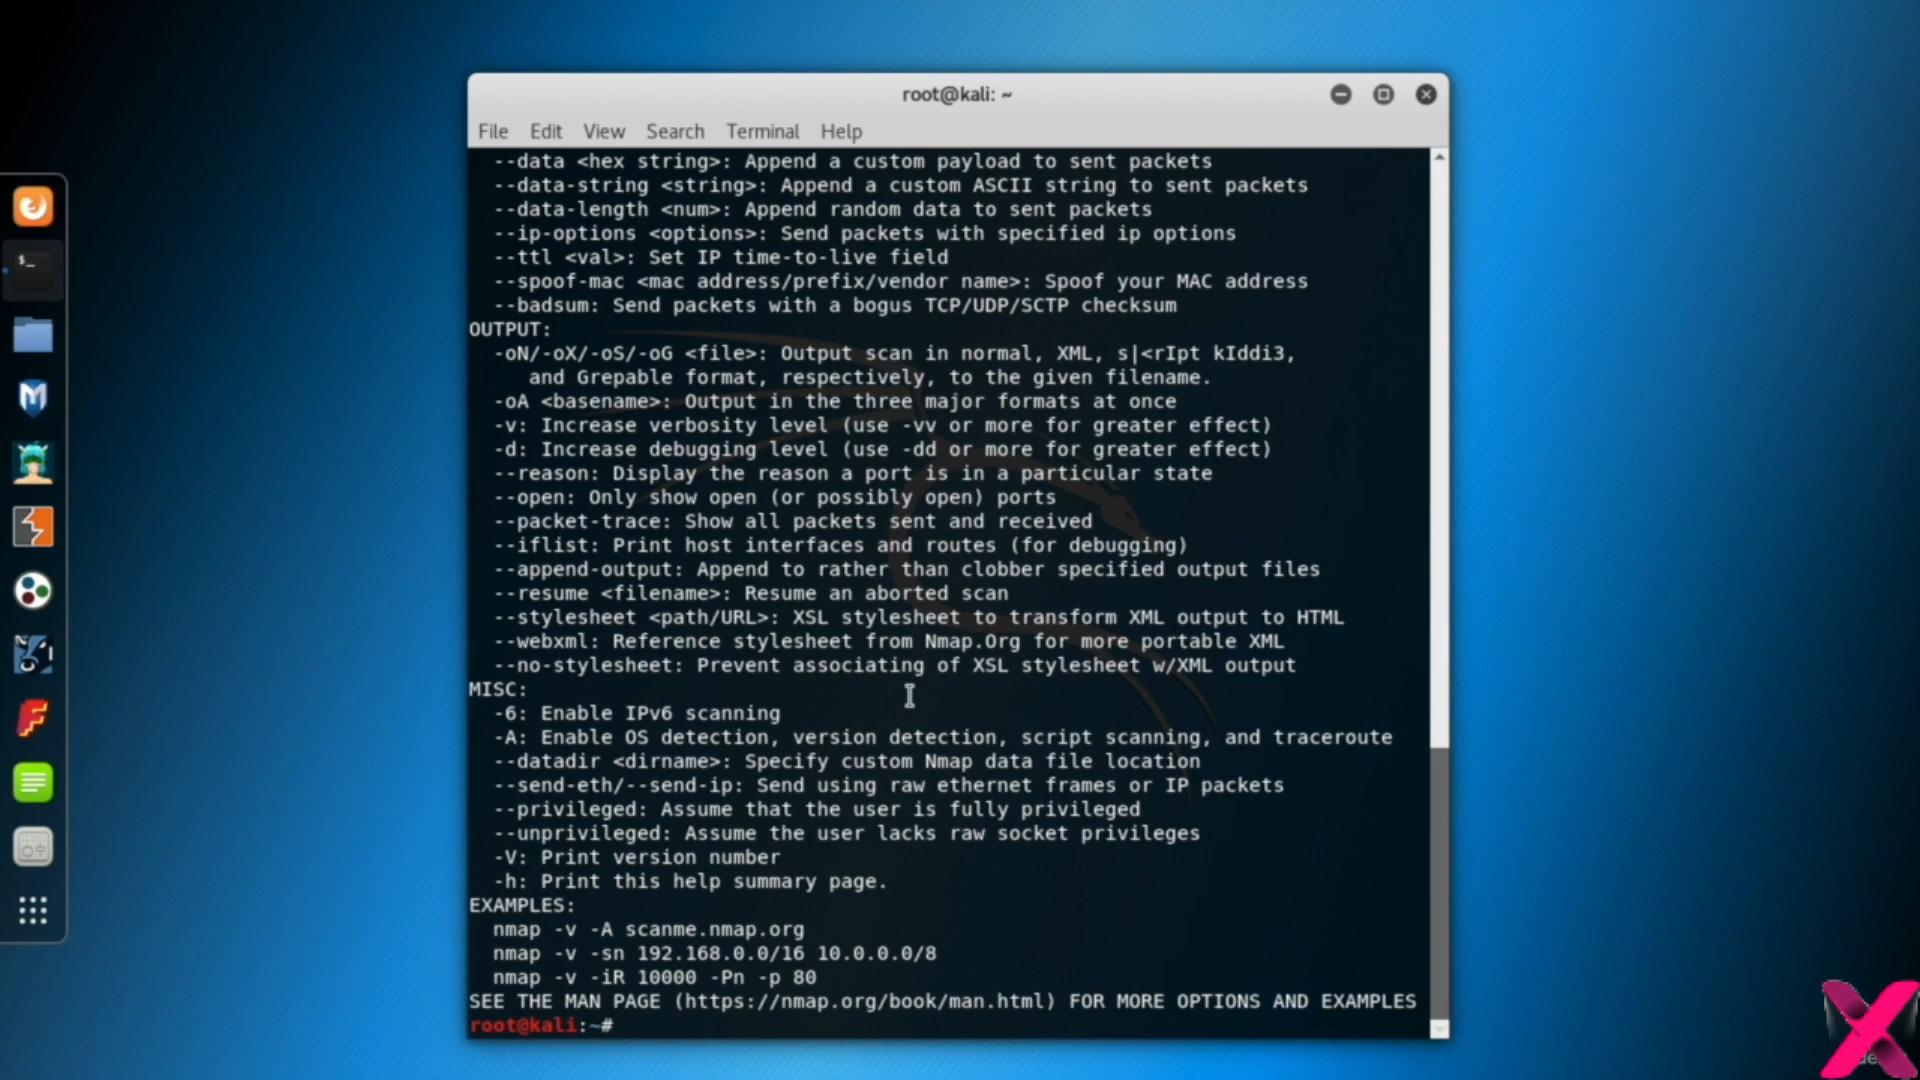 root@kali: ~
File Edit View Search Terminal Help
--data <hex string>: Append a custom payload to sent packets
--data-string <string>: Append a custom ASCII string to sent packets
--data-length <num>: Append random data to sent packets
--ip-options <options>: Send packets with specified ip options
--ttl <val>: Set IP time-to-live field
--spoof-mac <mac address/prefix/vendor name>: Spoof your MAC address
--badsum: Send packets with a bogus TCP/UDP/SCTP checksum
OUTPUT:
-oN/-oX/-oS/-oG <file>: Output scan in normal, XML, s|<rIpt kIddi3,
and Grepable format, respectively, to the given filename.
-oA <basename>: Output in the three major formats at once
-v: Increase verbosity level (use -vv or more for greater effect)
-d: Increase debugging level (use -dd or more for greater effect)
--reason: Display the reason a port is in a particular state
--open: Only show open (or possibly open) ports
--packet-trace: Show all packets sent and received
--iflist: Print host interfaces and routes (for debugging)
--append-output: Append to rather than clobber specified output files
--resume <filename>: Resume an aborted scan
--stylesheet <path/URL>: XSL stylesheet to transform XML output to HTML
--webxml: Reference stylesheet from Nmap.Org for more portable XML
--no-stylesheet: Prevent associating of XSL stylesheet w/XML output
MISC:
-6: Enable IPv6 scanning
-A: Enable OS detection, version detection, script scanning, and traceroute
--datadir <dirname>: Specify custom Nmap data file location
--send-eth/--send-ip: Send using raw ethernet frames or IP packets
--privileged: Assume that the user is fully privileged
--unprivileged: Assume the user lacks raw socket privileges
-V: Print version number
-h: Print this help summary page.
EXAMPLES:
nmap -v -A scanme.nmap.org
nmap -v -sn 192.168.0.0/16 10.0.0.0/8
nmap -v -iR 10000 -Pn -p 80
SEE THE MAN PAGE (https://nmap.org/book/man.html) FOR MORE OPTIONS AND EXAMPLES
root@kali:~#
X